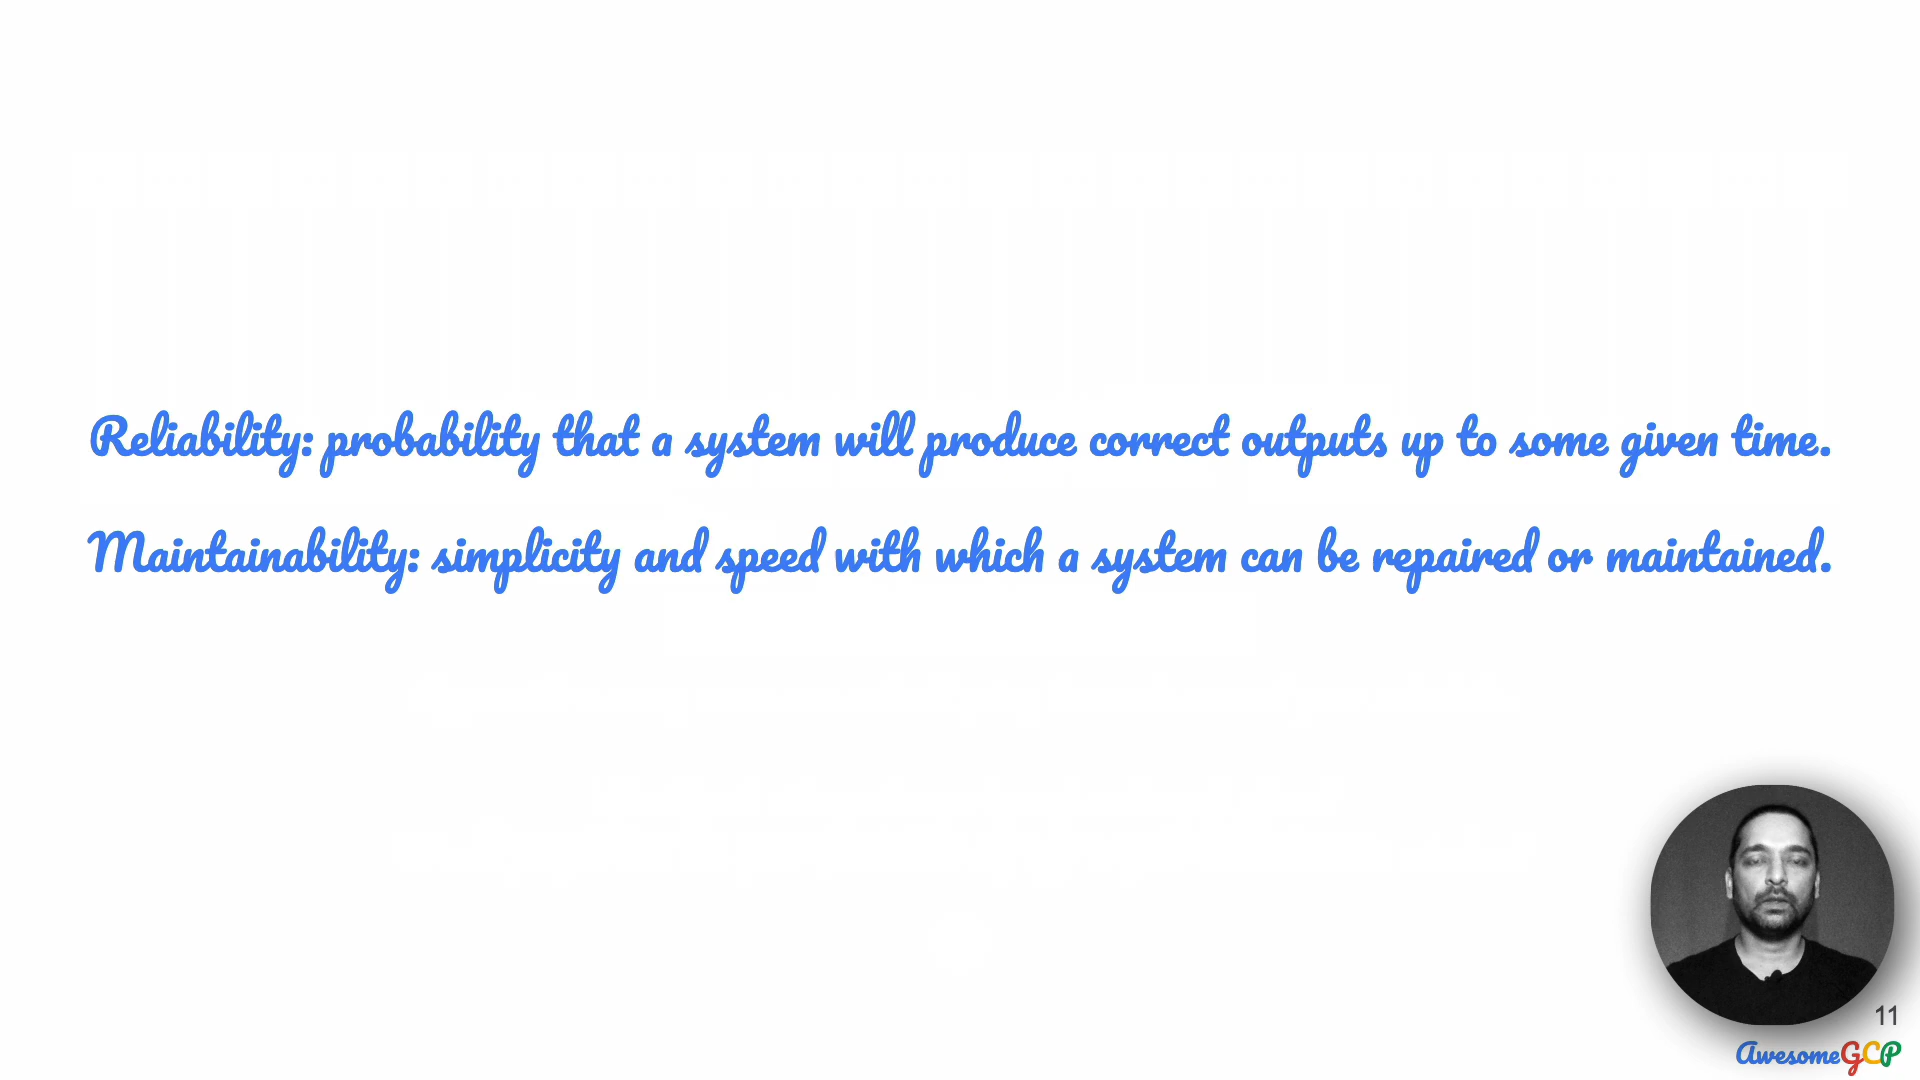 Reliability: probability that a system will produce correct outputs up to some given time.
Maintainability: simplicity and speed with which a system can be repaired or maintained.
11
AwesomeGCP